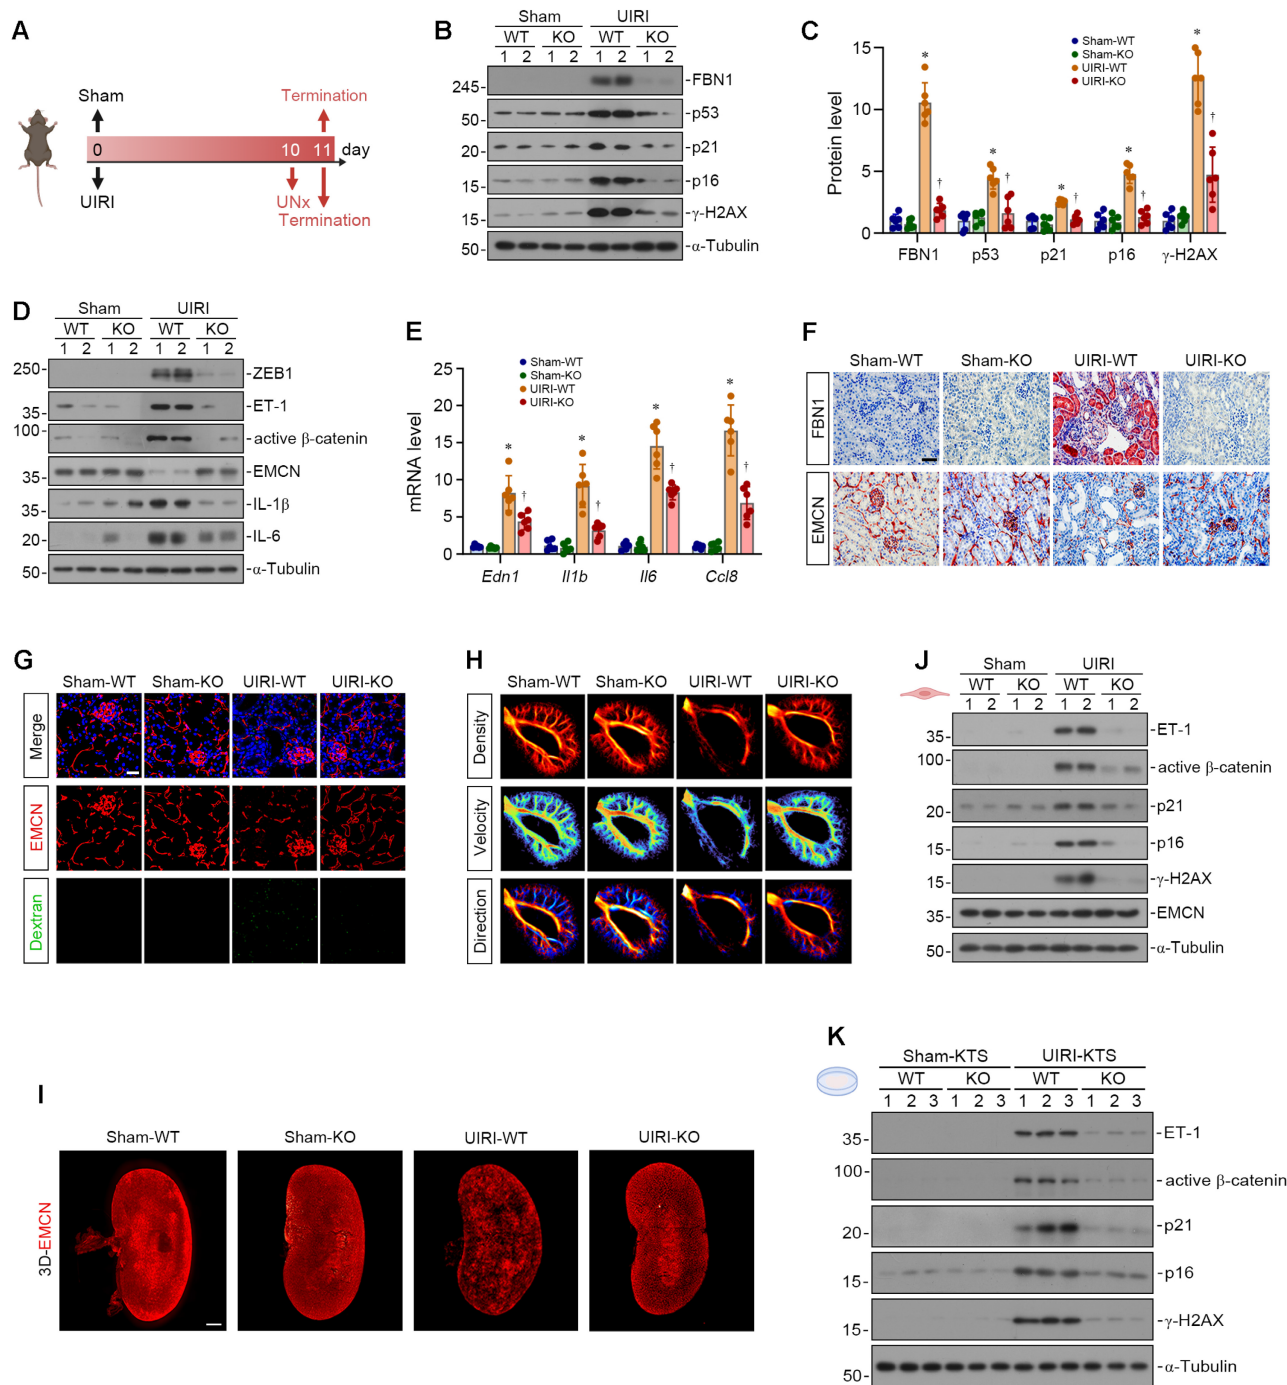 A
Sham
Termination
0
10
11
day
UIRI
UNx
Termination
B
Sham
UIRI
WT KO WT KO
1 2 1 2 1 2 1 2
245- -FBN1
50- -p53
20- -p21
15- -p16
15- -γ-H2AX
50- -α-Tubulin
C
Protein level
15
10
5
0
Sham-WT
Sham-KO
UIRI-WT
UIRI-KO
* * * * *
† † † † †
FBN1 p53 p21 p16 γ-H2AX
D
Sham UIRI
WT KO WT KO
1 2 1 2 1 2 1 2
250- -ZEB1
35- -ET-1
100- -active β-catenin
35- -EMCN
35- -IL-1β
20- -IL-6
50- -α-Tubulin
E
mRNA level
25
20
15
10
5
0
Sham-WT
Sham-KO
UIRI-WT
UIRI-KO
* * * *
† † † †
Edn1 Il1b Il6 Ccl8
F
Sham-WT Sham-KO UIRI-WT UIRI-KO
FBN1
EMCN
G
Sham-WT Sham-KO UIRI-WT UIRI-KO
Merge
EMCN
Dextran
H
Sham-WT Sham-KO UIRI-WT UIRI-KO
Density
Velocity
Direction
I
Sham-WT Sham-KO UIRI-WT UIRI-KO
3D-EMCN
J
Sham UIRI
WT KO WT KO
1 2 1 2 1 2 1 2
35- -ET-1
100- -active β-catenin
20- -p21
15- -p16
15- -γ-H2AX
35- -EMCN
50- -α-Tubulin
K
Sham-KTS UIRI-KTS
WT KO WT KO
1 2 3 1 2 3 1 2 3 1 2 3
35- -ET-1
100- -active β-catenin
20- -p21
15- -p16
15- -γ-H2AX
50- -α-Tubulin